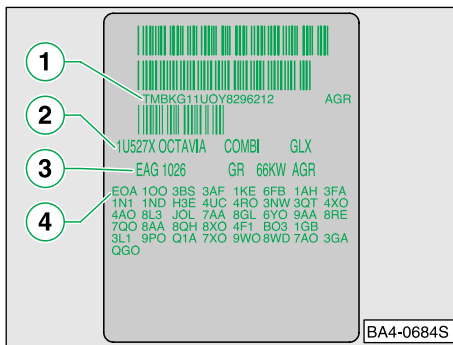 1
TMBKG11UOY8296212 AGR
2
1U527X OCTAVIA COMBI GLX
3
EAG 1026 GR 66KW AGR
4
EOA 1OO 3BS 3AF 1KE 6FB 1AH 3FA
1N1 1ND H3E 4UC 4RO 3NW 3QT 4XO
4AO 8L3 JOL 7AA 8GL 6YO 9AA 8RE
7QO 8AA 8QH 8XO 4F1 BO3 1GB
3L1 9PO Q1A 7XO 9WO 8WD 7AO 3GA
QGO
BA4-0684S